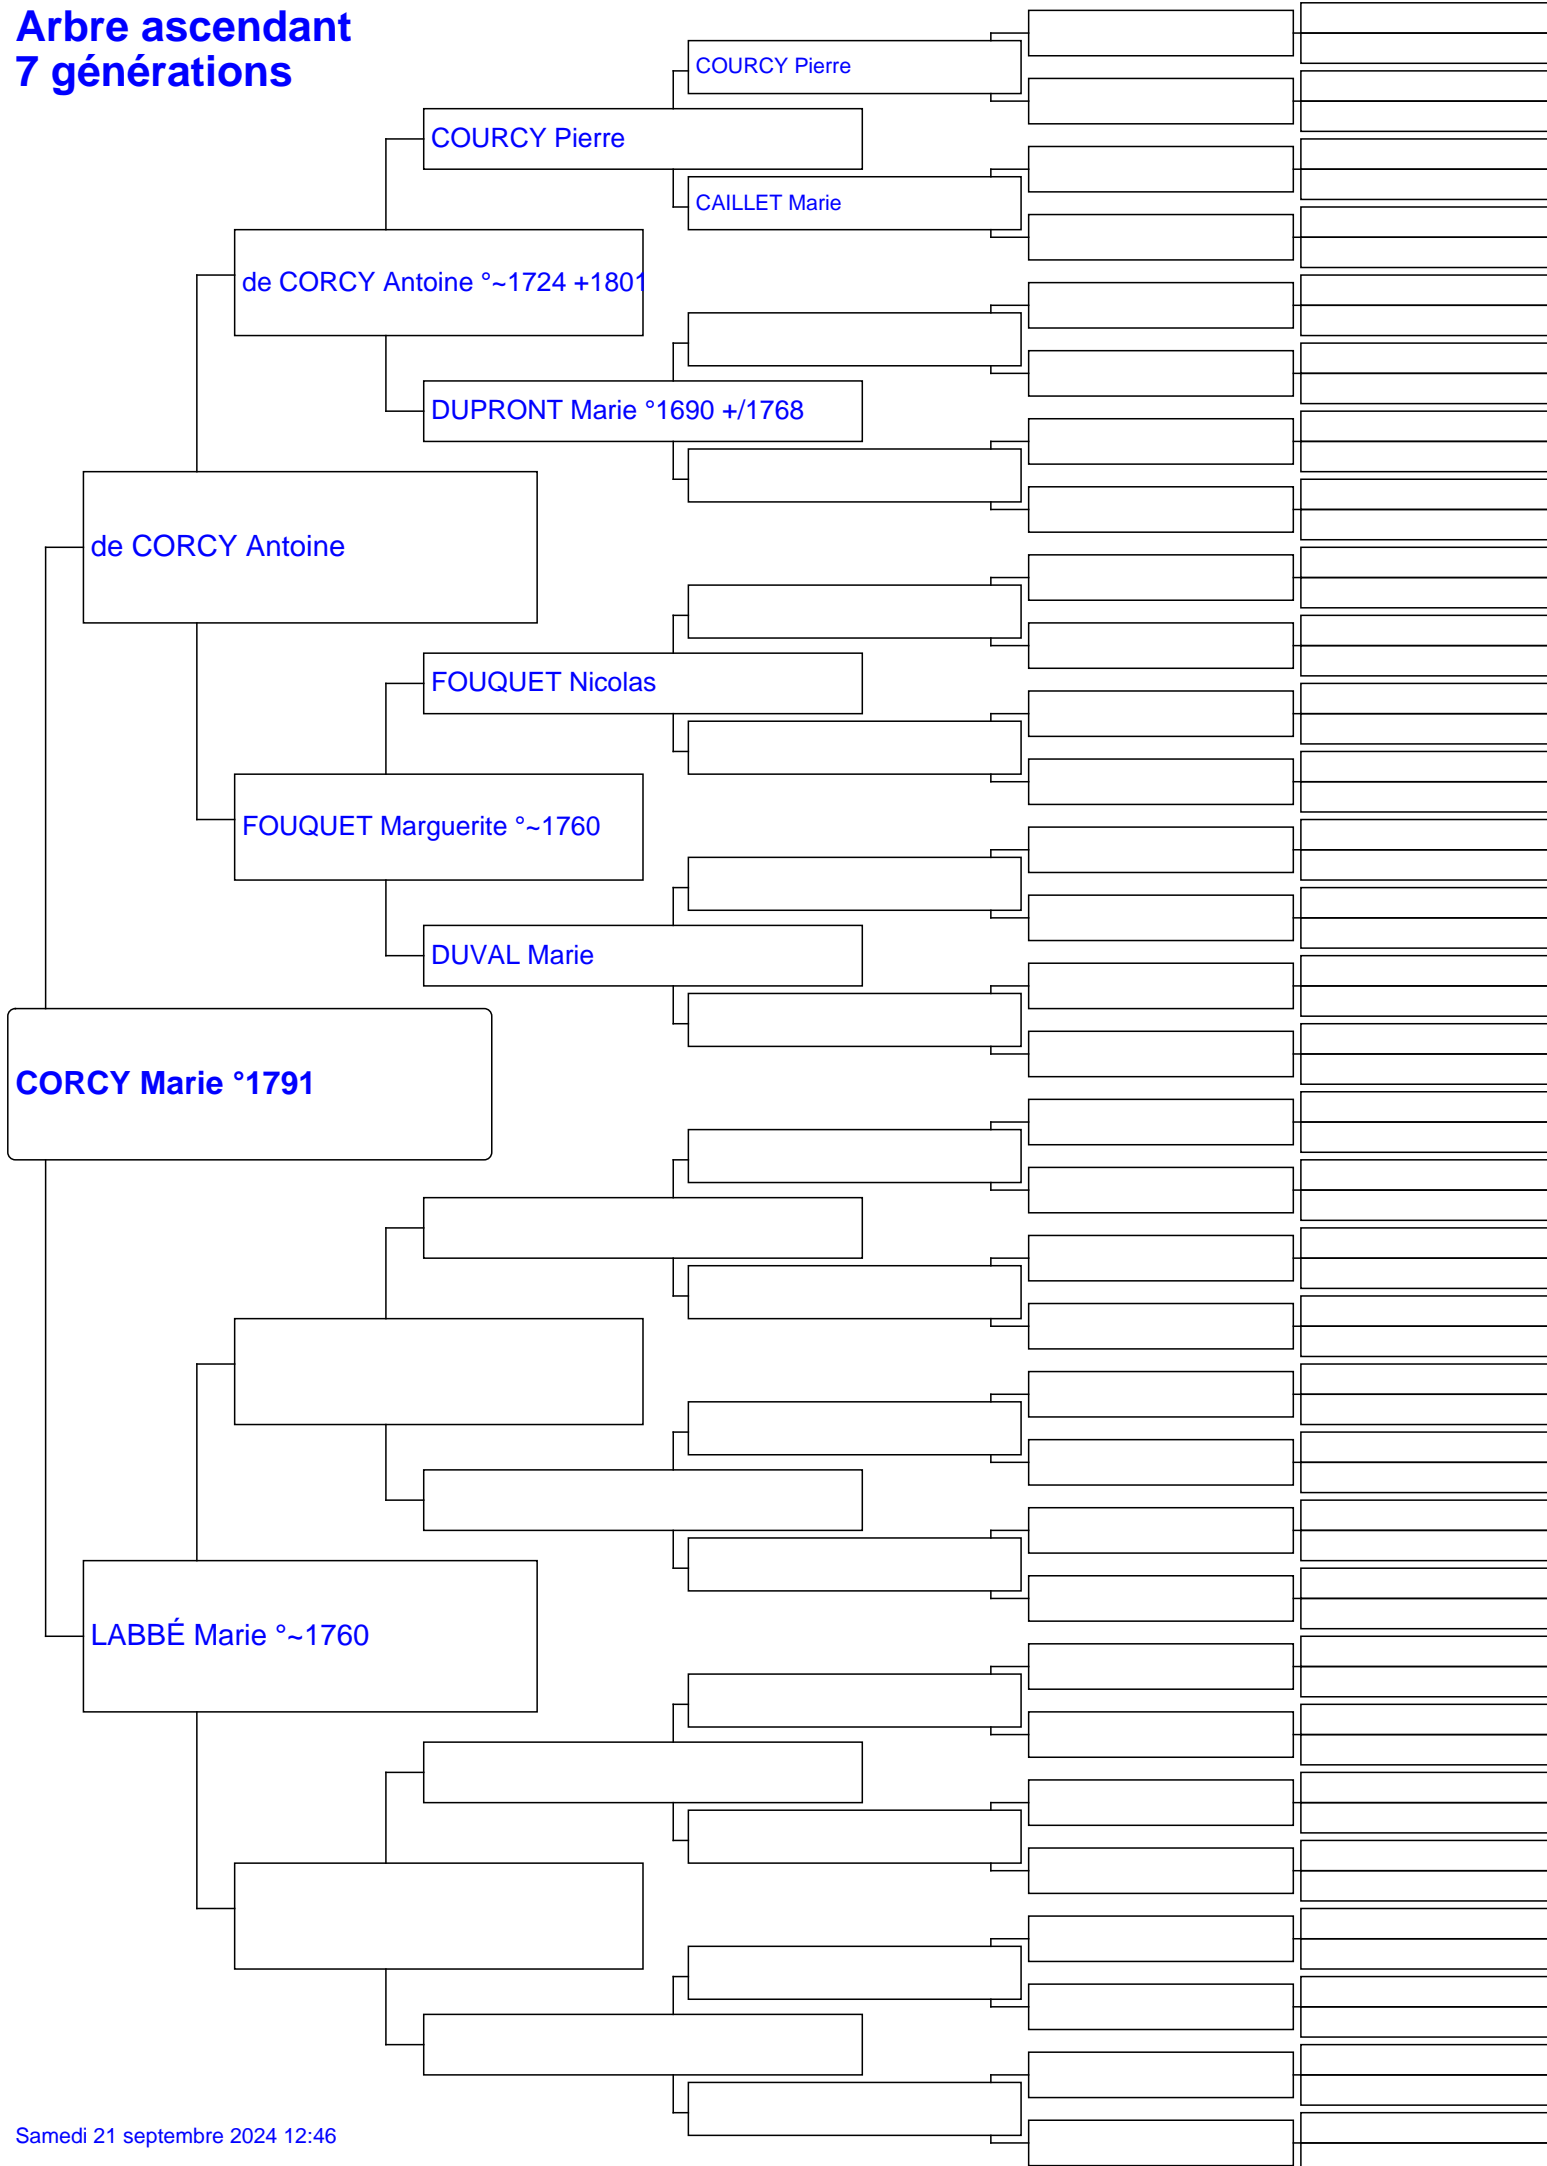 Arbre ascendant
7 générations
COURCY Pierre
COURCY Pierre
CAILLET Marie
de CORCY Antoine °~1724 +1801
DUPRONT Marie °1690 +/1768
de CORCY Antoine
FOUQUET Nicolas
FOUQUET Marguerite °~1760
DUVAL Marie
CORCY Marie °1791
LABBÉ Marie °~1760
Samedi 21 septembre 2024 12:46